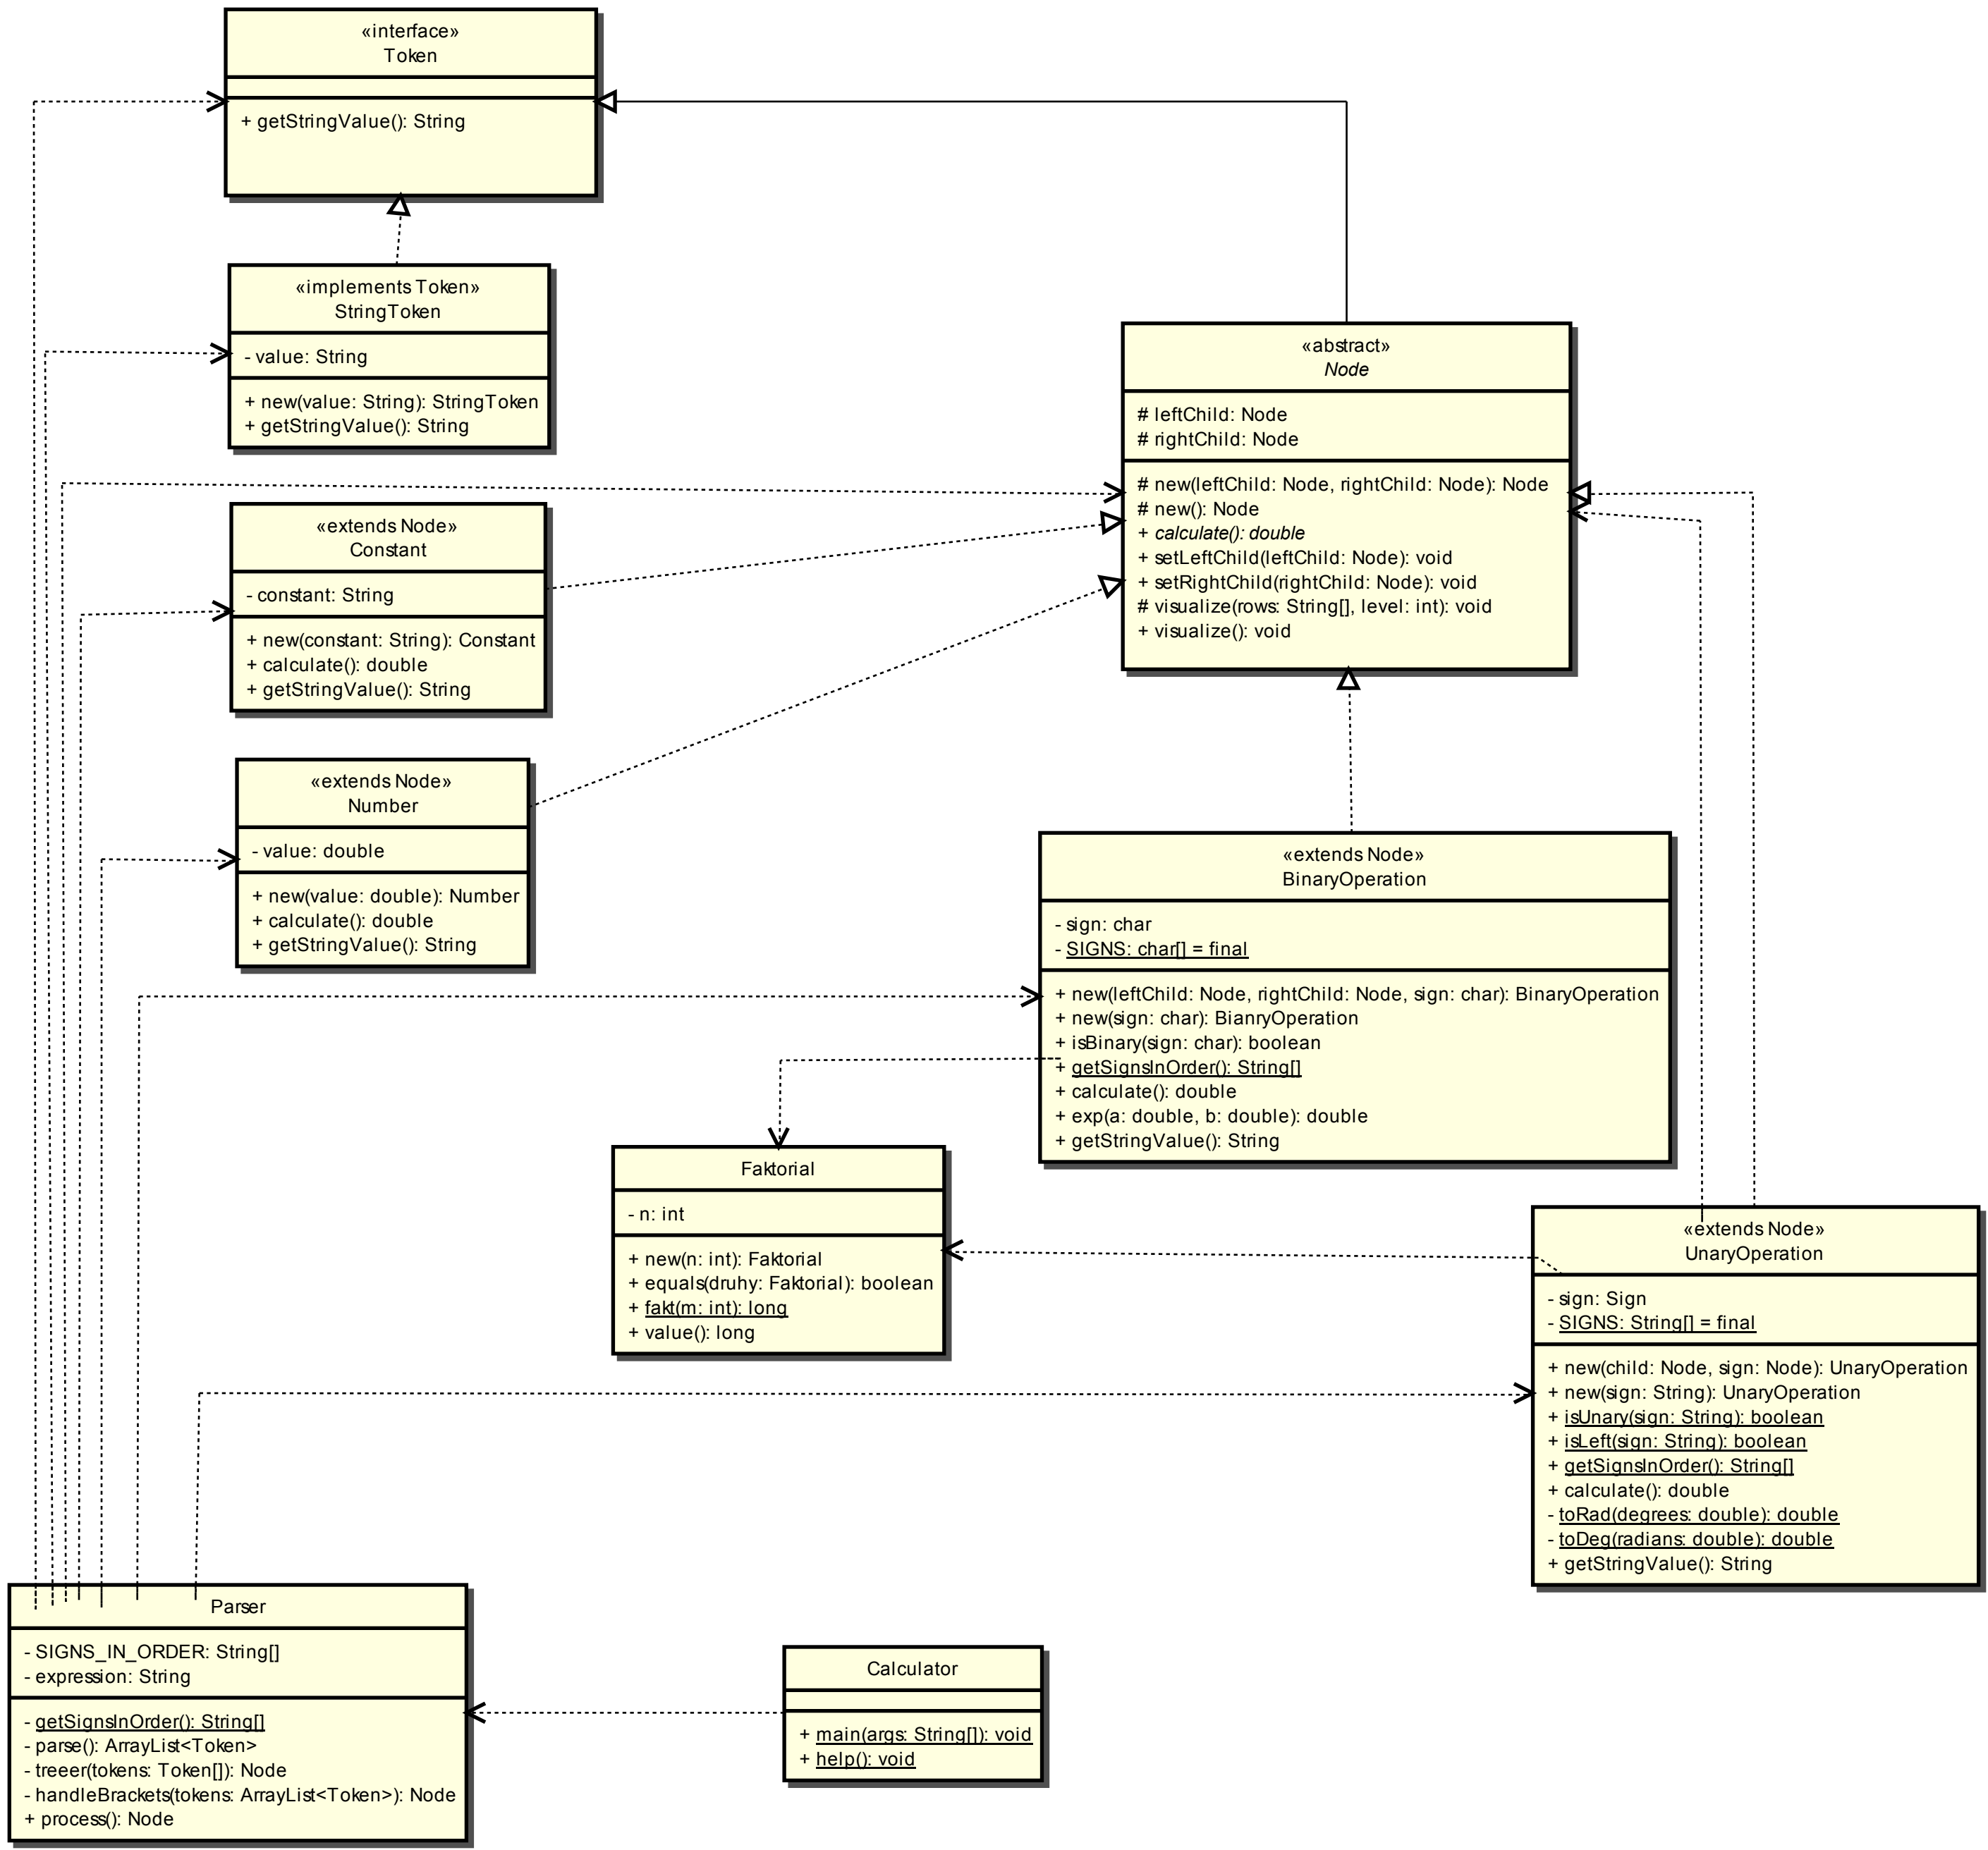 «interface»
Token
+ getStringValue(): String
«implements Token»
StringToken
- value: String
+ new(value: String): StringToken
+ getStringValue(): String
«abstract»
Node
# leftChild: Node
# rightChild: Node
# new(leftChild: Node, rightChild: Node): Node
# new(): Node
+ calculate(): double
+ setLeftChild(leftChild: Node): void
+ setRightChild(rightChild: Node): void
# visualize(rows: String[], level: int): void
+ visualize(): void
«extends Node»
Constant
- constant: String
+ new(constant: String): Constant
+ calculate(): double
+ getStringValue(): String
«extends Node»
Number
- value: double
+ new(value: double): Number
+ calculate(): double
+ getStringValue(): String
«extends Node»
BinaryOperation
- sign: char
- SIGNS: char[] = final
+ new(leftChild: Node, rightChild: Node, sign: char): BinaryOperation
+ new(sign: char): BianryOperation
+ isBinary(sign: char): boolean
+ getSignsInOrder(): String[]
+ calculate(): double
+ exp(a: double, b: double): double
+ getStringValue(): String
Faktorial
- n: int
+ new(n: int): Faktorial
+ equals(druhy: Faktorial): boolean
+ fakt(m: int): long
+ value(): long
«extends Node»
UnaryOperation
- sign: Sign
- SIGNS: String[] = final
+ new(child: Node, sign: Node): UnaryOperation
+ new(sign: String): UnaryOperation
+ isUnary(sign: String): boolean
+ isLeft(sign: String): boolean
+ getSignsInOrder(): String[]
+ calculate(): double
- toRad(degrees: double): double
- toDeg(radians: double): double
+ getStringValue(): String
Parser
- SIGNS_IN_ORDER: String[]
- expression: String
- getSignsInOrder(): String[]
- parse(): ArrayList<Token>
- treeer(tokens: Token[]): Node
- handleBrackets(tokens: ArrayList<Token>): Node
+ process(): Node
Calculator
+ main(args: String[]): void
+ help(): void